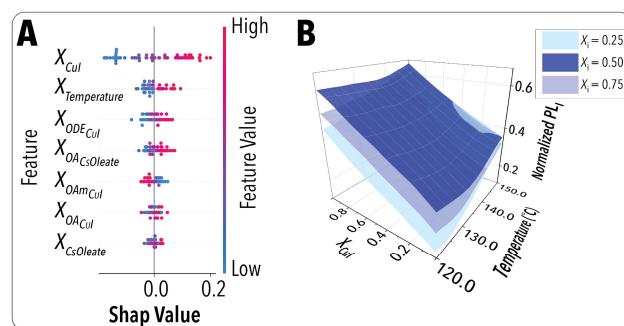 A
High
X_CuI
X_Temperature
X_ODE_CuI
X_OA_CsOleate
X_OAm_CuI
X_OA_CuI
X_CsOleate
Feature
Feature Value
Low
0.0 0.2
Shap Value
B
X_i = 0.25
X_i = 0.50
X_i = 0.75
0.6
0.4
0.2
Normalized PL_I
150.0
140.0
130.0
120.0
Temperature (°C)
0.8
0.6
0.4
0.2
X_CuI